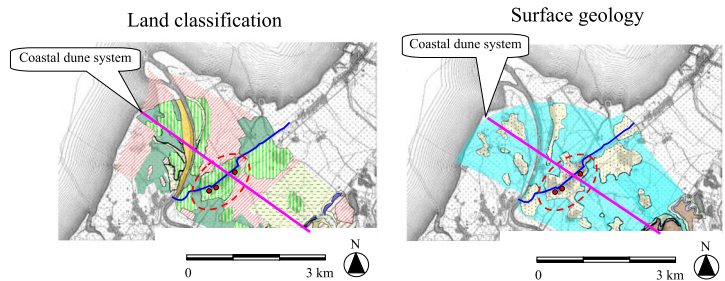 Land classification
Coastal dune system
N
0 3 km
Surface geology
Coastal dune system
N
0 3 km